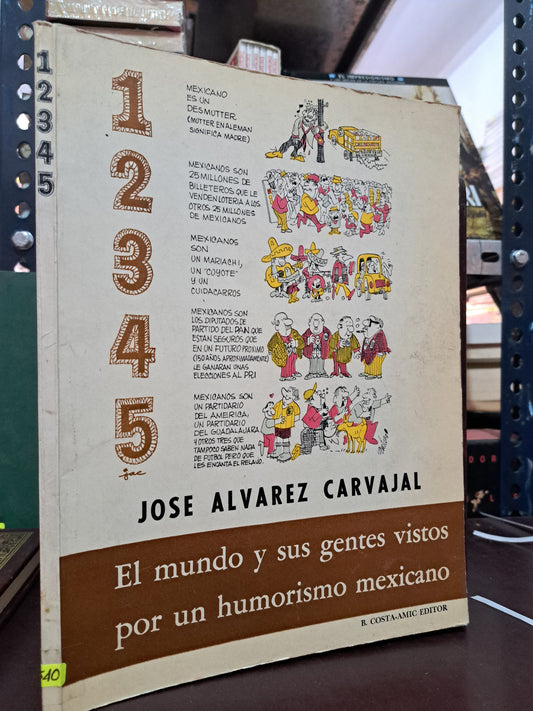 1
2
3
4
5
1
MEXICANO
ES UN
DESMUTTER.
(MUTTER EN ALEMAN
SIGNIFICA MADRE)
2
MEXICANOS SON
25 MILLONES DE
BILLETEROS QUE LE
VENDEN LOTERIA A LOS
OTROS 25 MILLONES
DE MEXICANOS
3
MEXICANOS
SON
UN MARIACHI,
UN "COYOTE"
Y UN
CUIDACARROS
4
MEXICANOS SON
LOS DIPUTADOS DE
PARTIDO DEL PAN QUE
ESTÁN SEGUROS QUE
EN UN FUTURO PROXIMO
(150 AÑOS APROXIMADAMENTE)
LE GANARAN UNAS
ELECCIONES AL PRI
5
MEXICANOS SON
UN PARTIDARIO
DEL AMERICA,
UN PARTIDARIO
DEL GUADALAJARA
Y OTROS TRES QUE
TAMPOCO SABEN NADA
DE FUTBOL PERO QUE
LES ENCANTA EL RELAJO.
JOSE ALVAREZ CARVAJAL
El mundo y sus gentes vistos
por un humorismo mexicano
B. COSTA-AMIC EDITOR